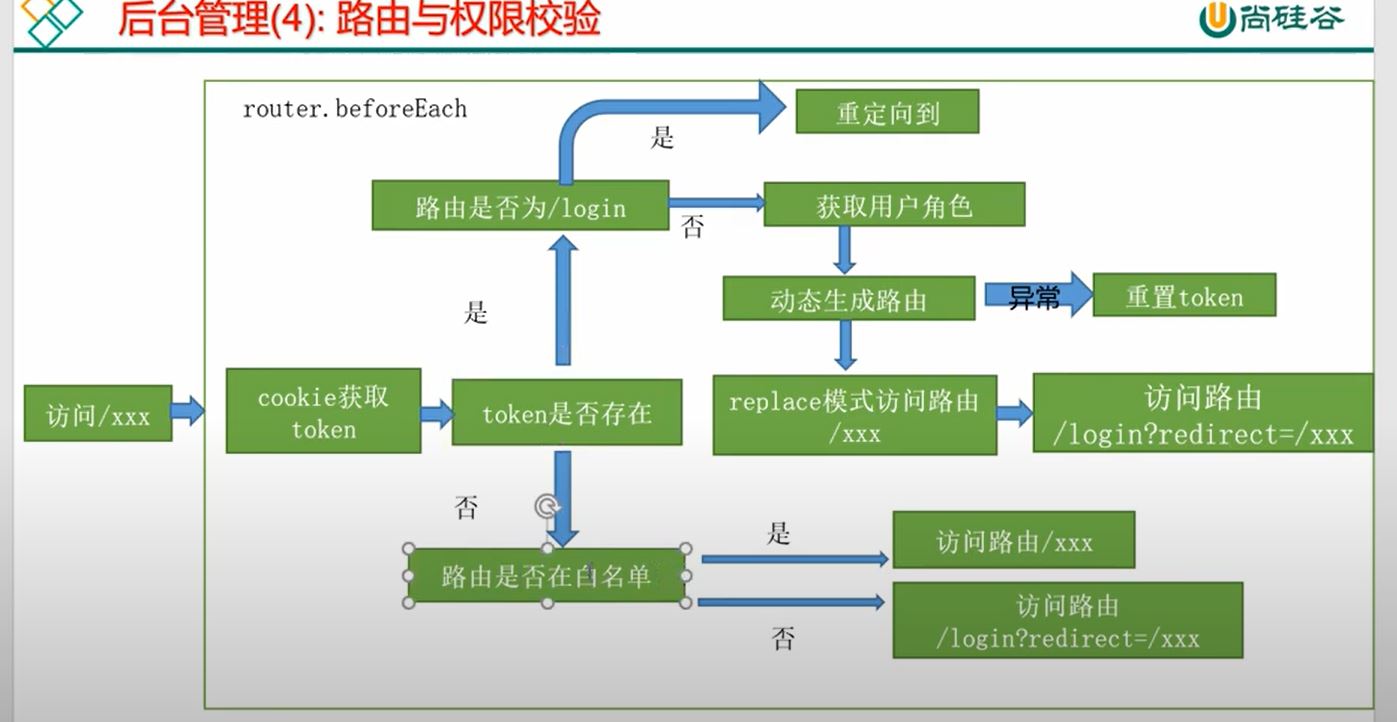 后台管理(4): 路由与权限校验
尚硅谷
router.beforeEach
重定向到
是
路由是否为/login
否
获取用户角色
动态生成路由
异常
重置token
是
访问/xxx
cookie获取
token
token是否存在
replace模式访问路由
/xxx
访问路由
/login?redirect=/xxx
否
路由是否在白名单
是
访问路由/xxx
否
访问路由
/login?redirect=/xxx